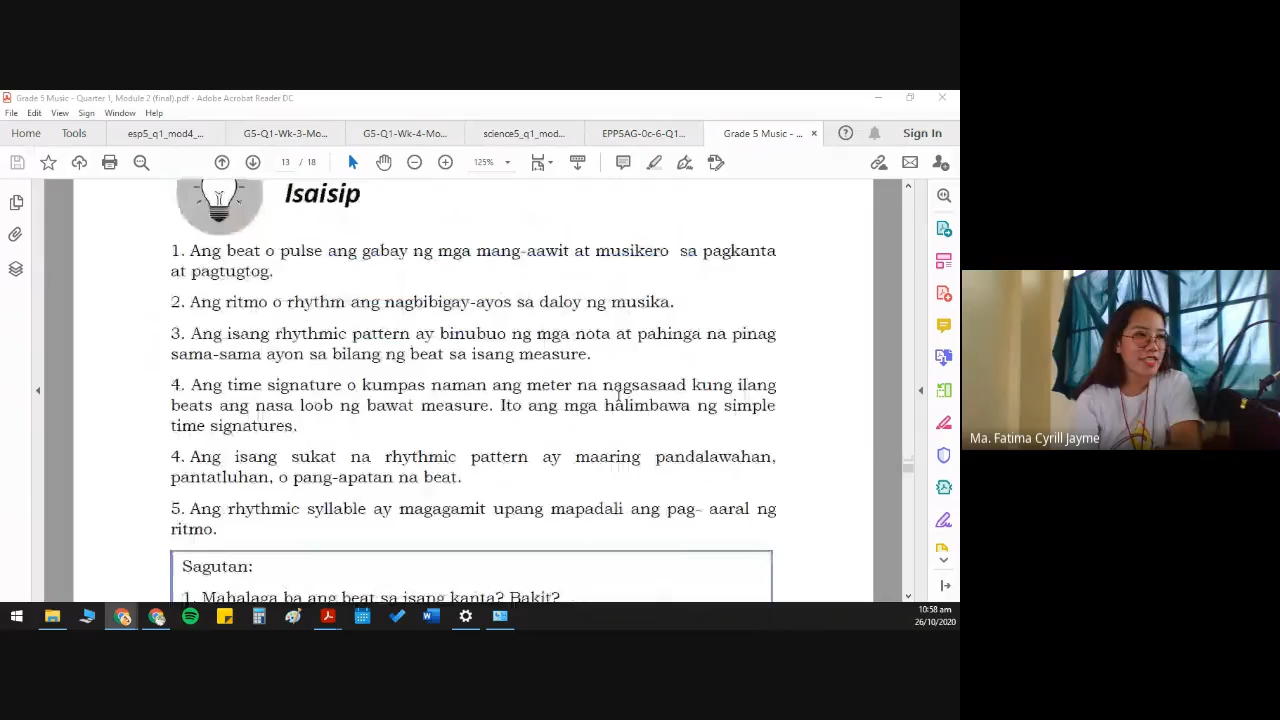 Grade 5 Music - Quarter 1, Module 2 (final).pdf - Adobe Acrobat Reader DC
File Edit View Sign Window Help
Home Tools esp5_q1_mod4_... G5-Q1-Wk-3-Mo... G5-Q1-Wk-4-Mo... science5_q1_mod... EPP5AG-0c-6-Q1... Grade 5 Music - ... × Sign In
13 / 18 125%
Isaisip
1. Ang beat o pulse ang gabay ng mga mang-aawit at musikero sa pagkanta
at pagtugtog.
2. Ang ritmo o rhythm ang nagbibigay-ayos sa daloy ng musika.
3. Ang isang rhythmic pattern ay binubuo ng mga nota at pahinga na pinag
sama-sama ayon sa bilang ng beat sa isang measure.
4. Ang time signature o kumpas naman ang meter na nagsasaad kung ilang
beats ang nasa loob ng bawat measure. Ito ang mga halimbawa ng simple
time signatures.
4. Ang isang sukat na rhythmic pattern ay maaring pandalawahan,
pantatluhan, o pang-apatan na beat.
5. Ang rhythmic syllable ay magagamit upang mapadali ang pag- aaral ng
ritmo.
Sagutan:
1. Mahalaga ba ang beat sa isang kanta? Bakit?
Ma. Fatima Cyrill Jayme
10:58 am
26/10/2020